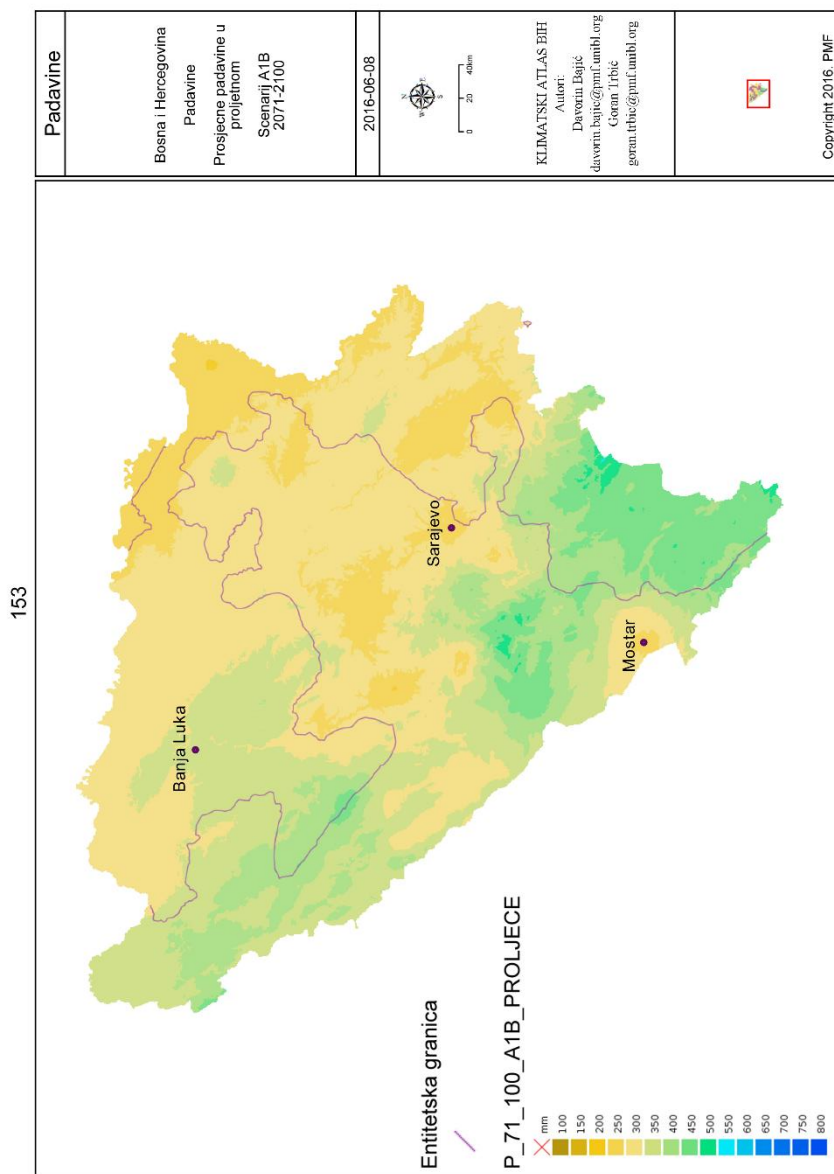 153
Padavine
Bosna i Hercegovina
Padavine
Prosjecne padavine u
proljetnom
Scenarij A1B
2071-2100
2016-06-08
N
W
E
S
0
20
40km
KLIMATSKI ATLAS BIH
Autori:
Davorin Bajić
davorin.bajic@pmf.unibl.org
Goran Trbić
goran.trbic@pmf.unibl.org
Copyright 2016. PMF
Banja Luka
Sarajevo
Mostar
Entitetska granica
P_71_100_A1B_PROLJECE
mm
100
150
200
250
300
350
400
450
500
550
600
650
700
750
800